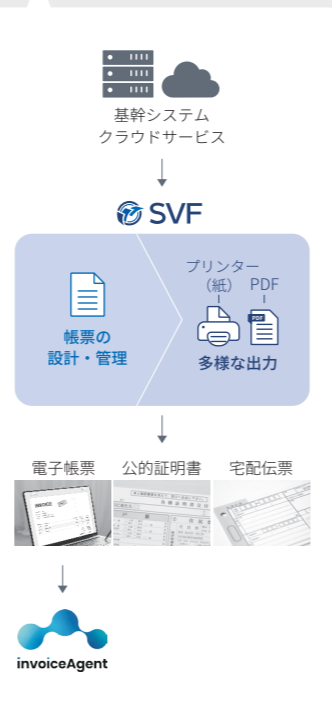 基幹システム
クラウドサービス
SVF
帳票の
設計・管理
プリンター
（紙）
PDF
PDF
多様な出力
電子帳票
公的証明書
宅配伝票
INVOICE
invoiceAgent